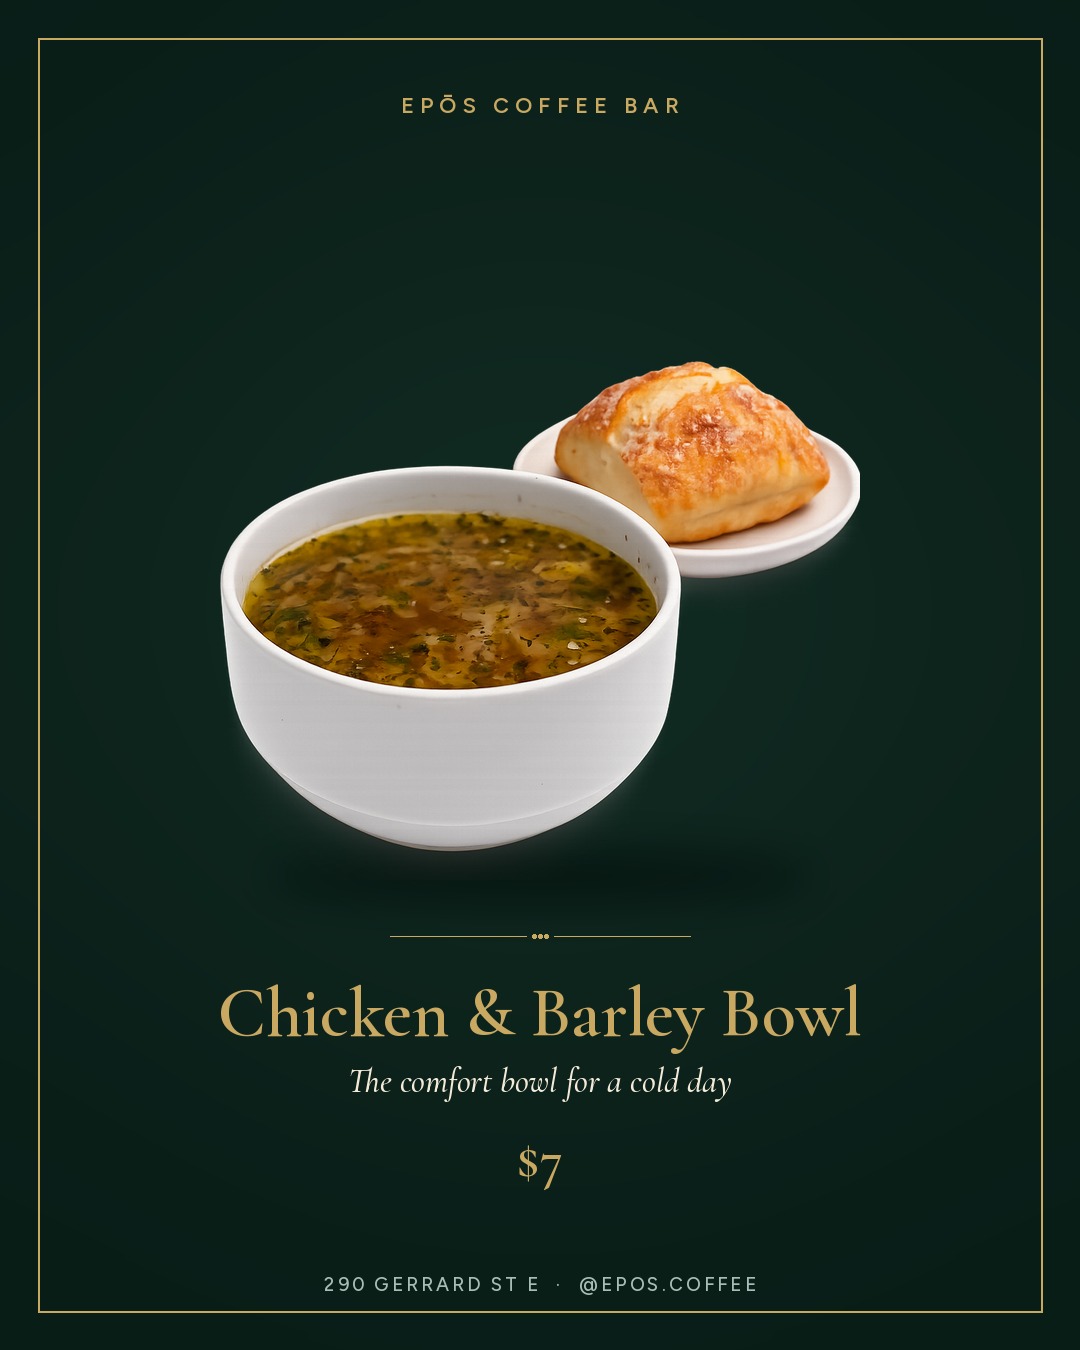 EPŌS COFFEE BAR
Chicken & Barley Bowl
The comfort bowl for a cold day
$7
290 GERRARD ST E · @EPOS.COFFEE